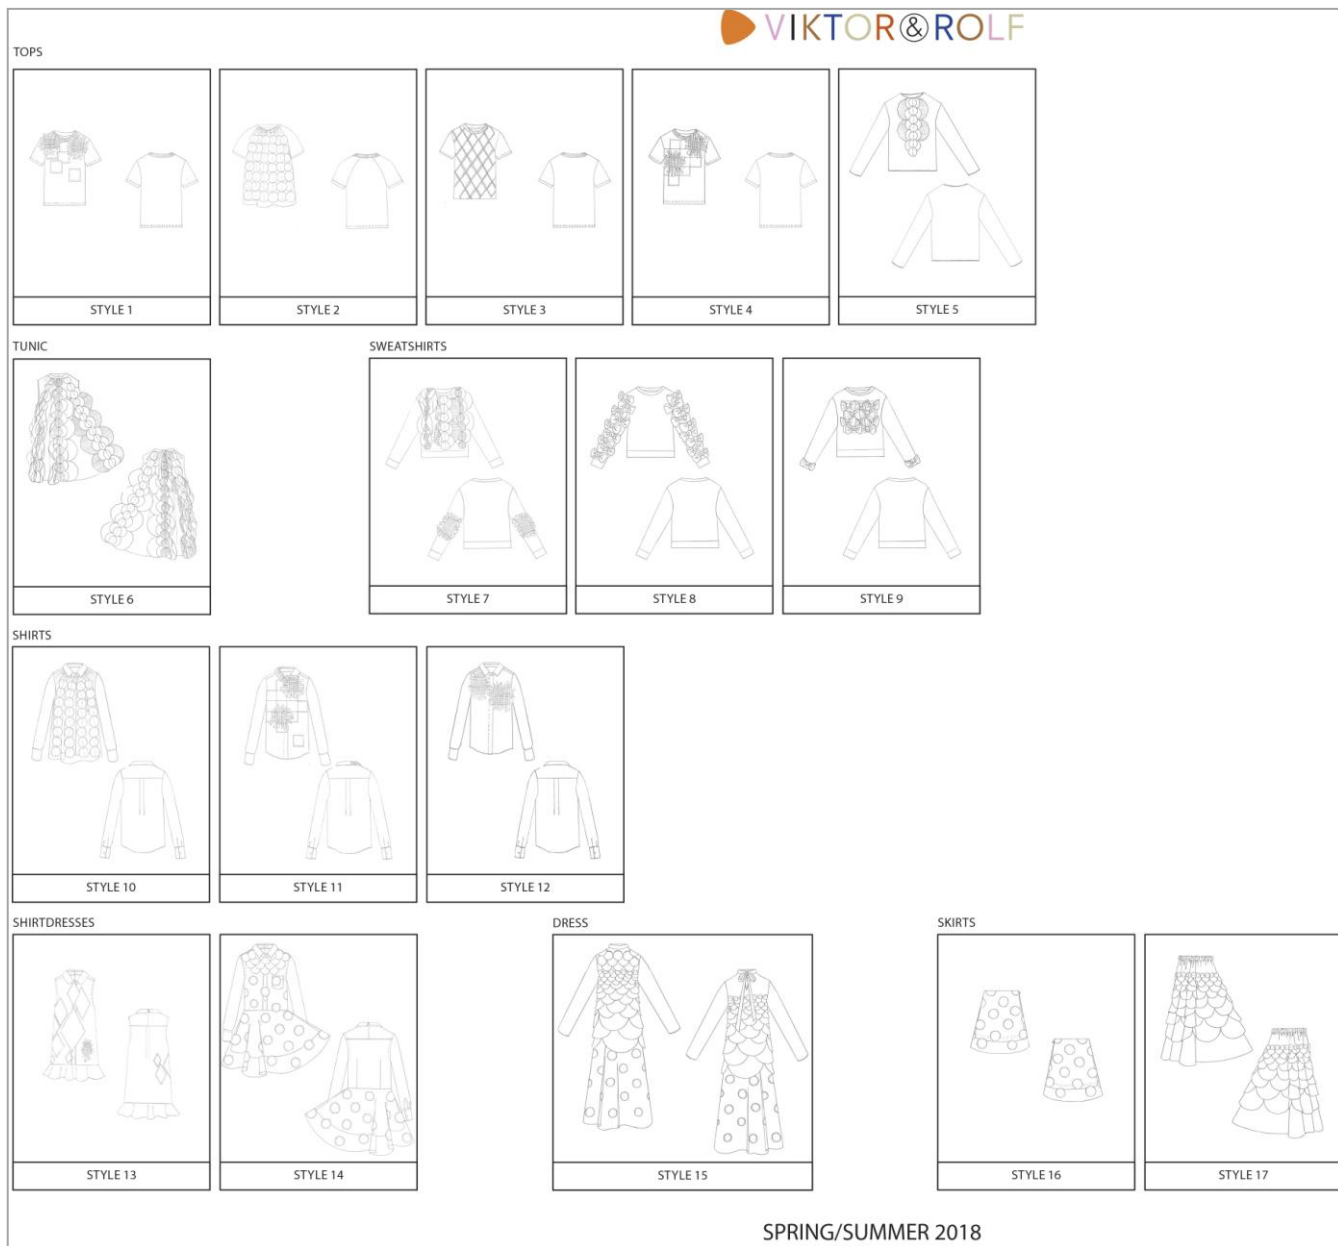 VIKTOR&ROLF
TOPS
STYLE 1
STYLE 2
STYLE 3
STYLE 4
STYLE 5
TUNIC
SWEATSHIRTS
STYLE 6
STYLE 7
STYLE 8
STYLE 9
SHIRTS
STYLE 10
STYLE 11
STYLE 12
SHIRTDRESSES
DRESS
SKIRTS
STYLE 13
STYLE 14
STYLE 15
STYLE 16
STYLE 17
SPRING/SUMMER 2018